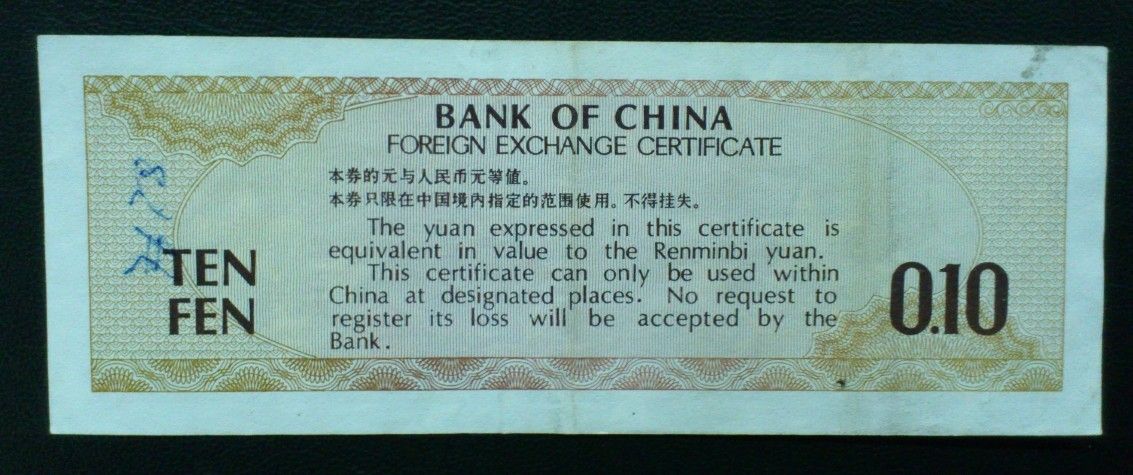 BANK OF CHINA
FOREIGN EXCHANGE CERTIFICATE
本券的元与人民币元等值。
本券只限在中国境内指定的范围使用。不得挂失。
The yuan expressed in this certificate is
equivalent in value to the Renminbi yuan.
This certificate can only be used within
China at designated places. No request to
register its loss will be accepted by the
Bank.
TEN
FEN
0.10